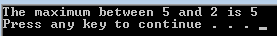 The maximum between 5 and 2 is 5
Press any key to continue . . .